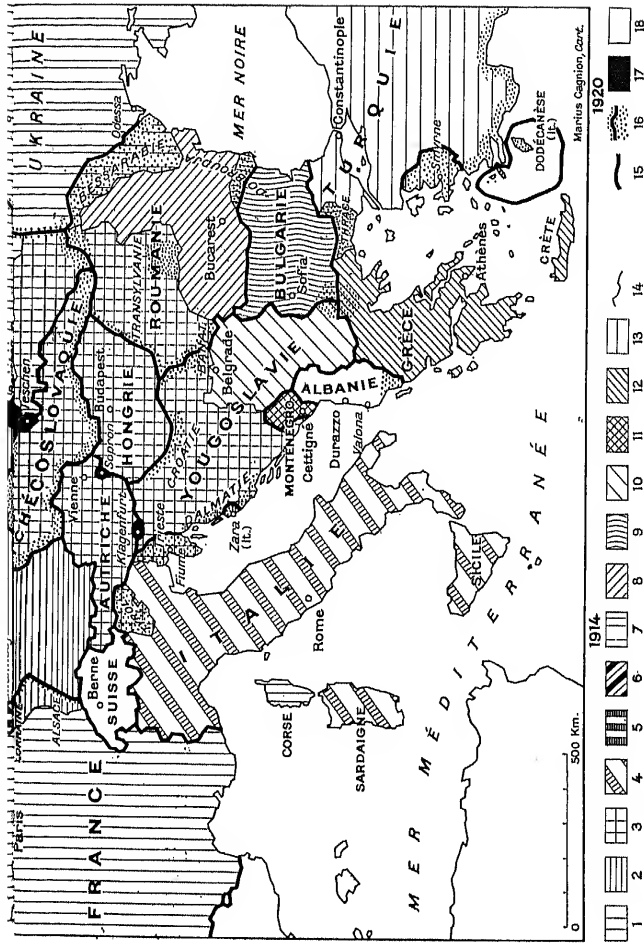 UKRAINE
Odessa
MER NOIRE
Constantinople
TURQUIE
BESSARABIE
TRANSYLVANIE
ROUMANIE
Bucarest
BULGARIE
Sofia
THRACE
Teschen
CHÉCOSLOVAQUIE
Budapest
HONGRIE
Sopron
Vienne
AUTRICHE
Klagenfurt
BANAT
Belgrade
CROATIE
YOUGOSLAVIE
DALMATIE
Trieste
Fiume
Zara (It.)
MONTÉNÉGRO
Cettigné
Durazzo
Valona
ALBANIE
GRÈCE
Athènes
CRÈTE
DODÉCANÈSE (It.)
Paris
LORRAINE
ALSACE
FRANCE
Berne
SUISSE
ITALIE
Rome
CORSE
SARDAIGNE
SICILE
MER MÉDITERRANÉE
0 500 Km.
Marius Cagnion, Cart.
1914
1920
1 2 3 4 5 6 7 8 9 10 11 12 13 14 15 16 17 18